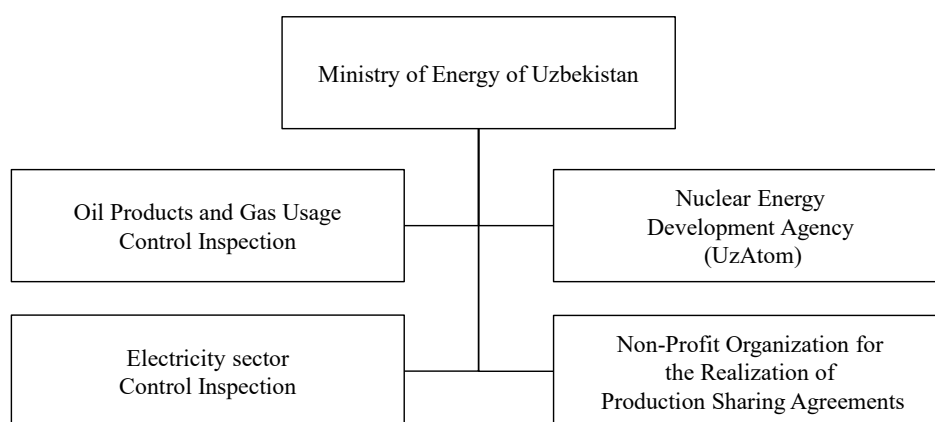 Ministry of Energy of Uzbekistan
Oil Products and Gas Usage
Control Inspection
Nuclear Energy
Development Agency
(UzAtom)
Electricity sector
Control Inspection
Non-Profit Organization for
the Realization of
Production Sharing Agreements